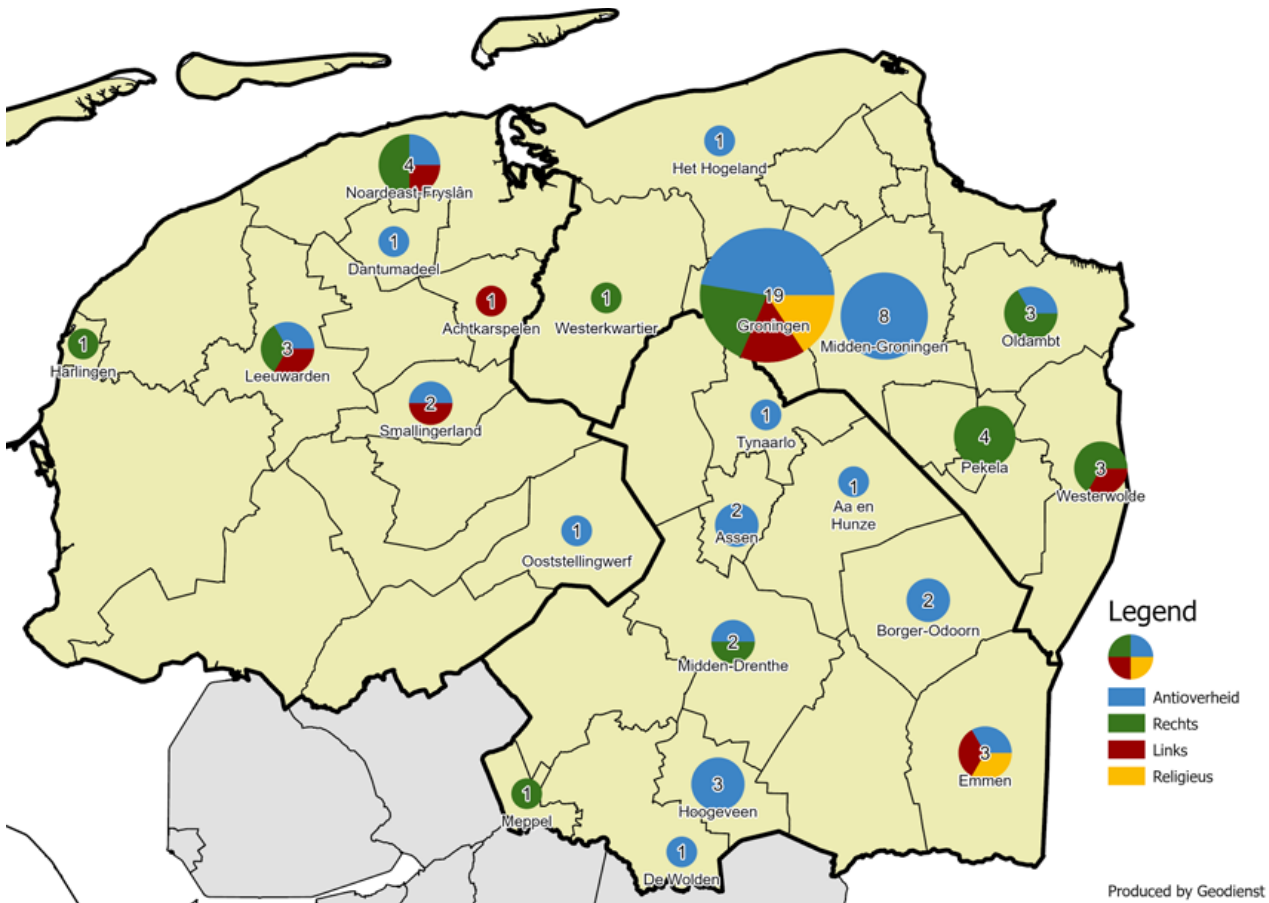 1
Het Hogeland
4
Noardeast-Fryslân
1
Dantumadeel
1
Achtkarspelen
1
Westerkwartier
19
Groningen
8
Midden-Groningen
3
Oldambt
1
Harlingen
3
Leeuwarden
2
Smallingerland
1
Tynaarlo
4
Pekela
3
Westerwolde
1
Aa en
Hunze
2
Assen
1
Ooststellingwerf
2
Borger-Odoorn
2
Midden-Drenthe
3
Emmen
1
Meppel
3
Hoogeveen
1
De Wolden
Legend
Antioverheid
Rechts
Links
Religieus
Produced by Geodienst